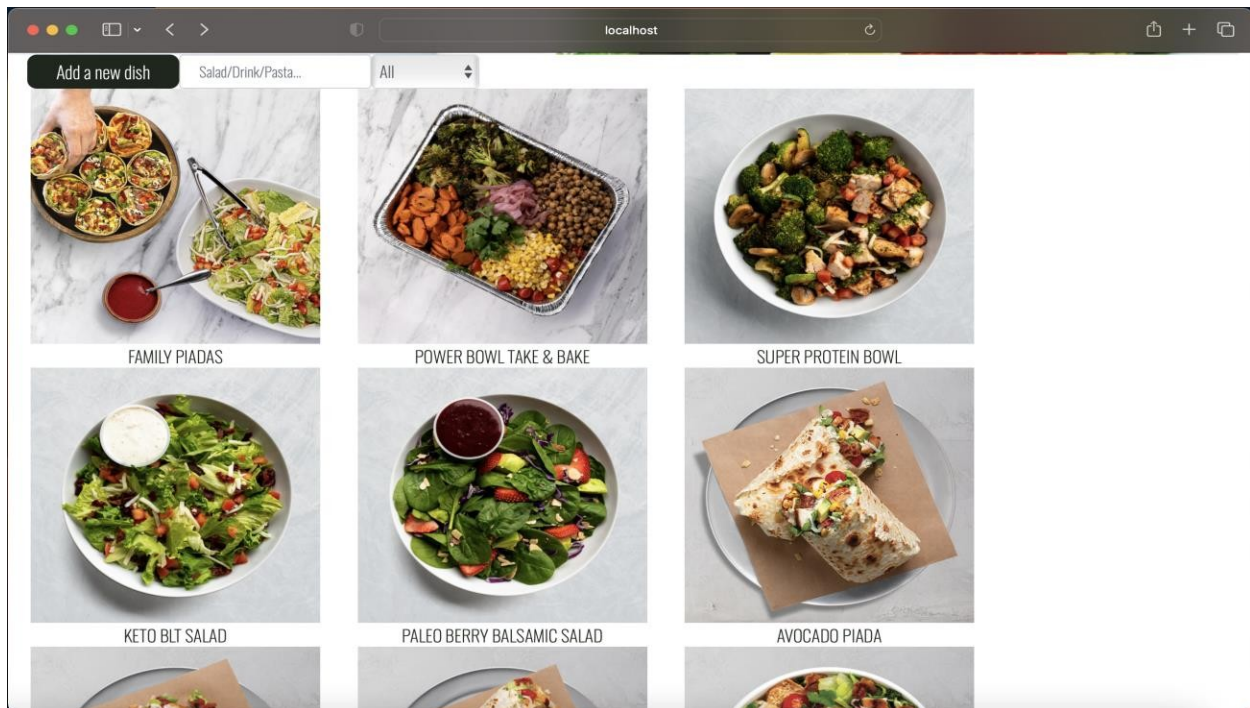 localhost
Add a new dish
Salad/Drink/Pasta...
All
FAMILY PIADAS
POWER BOWL TAKE & BAKE
SUPER PROTEIN BOWL
KETO BLT SALAD
PALEO BERRY BALSAMIC SALAD
AVOCADO PIADA